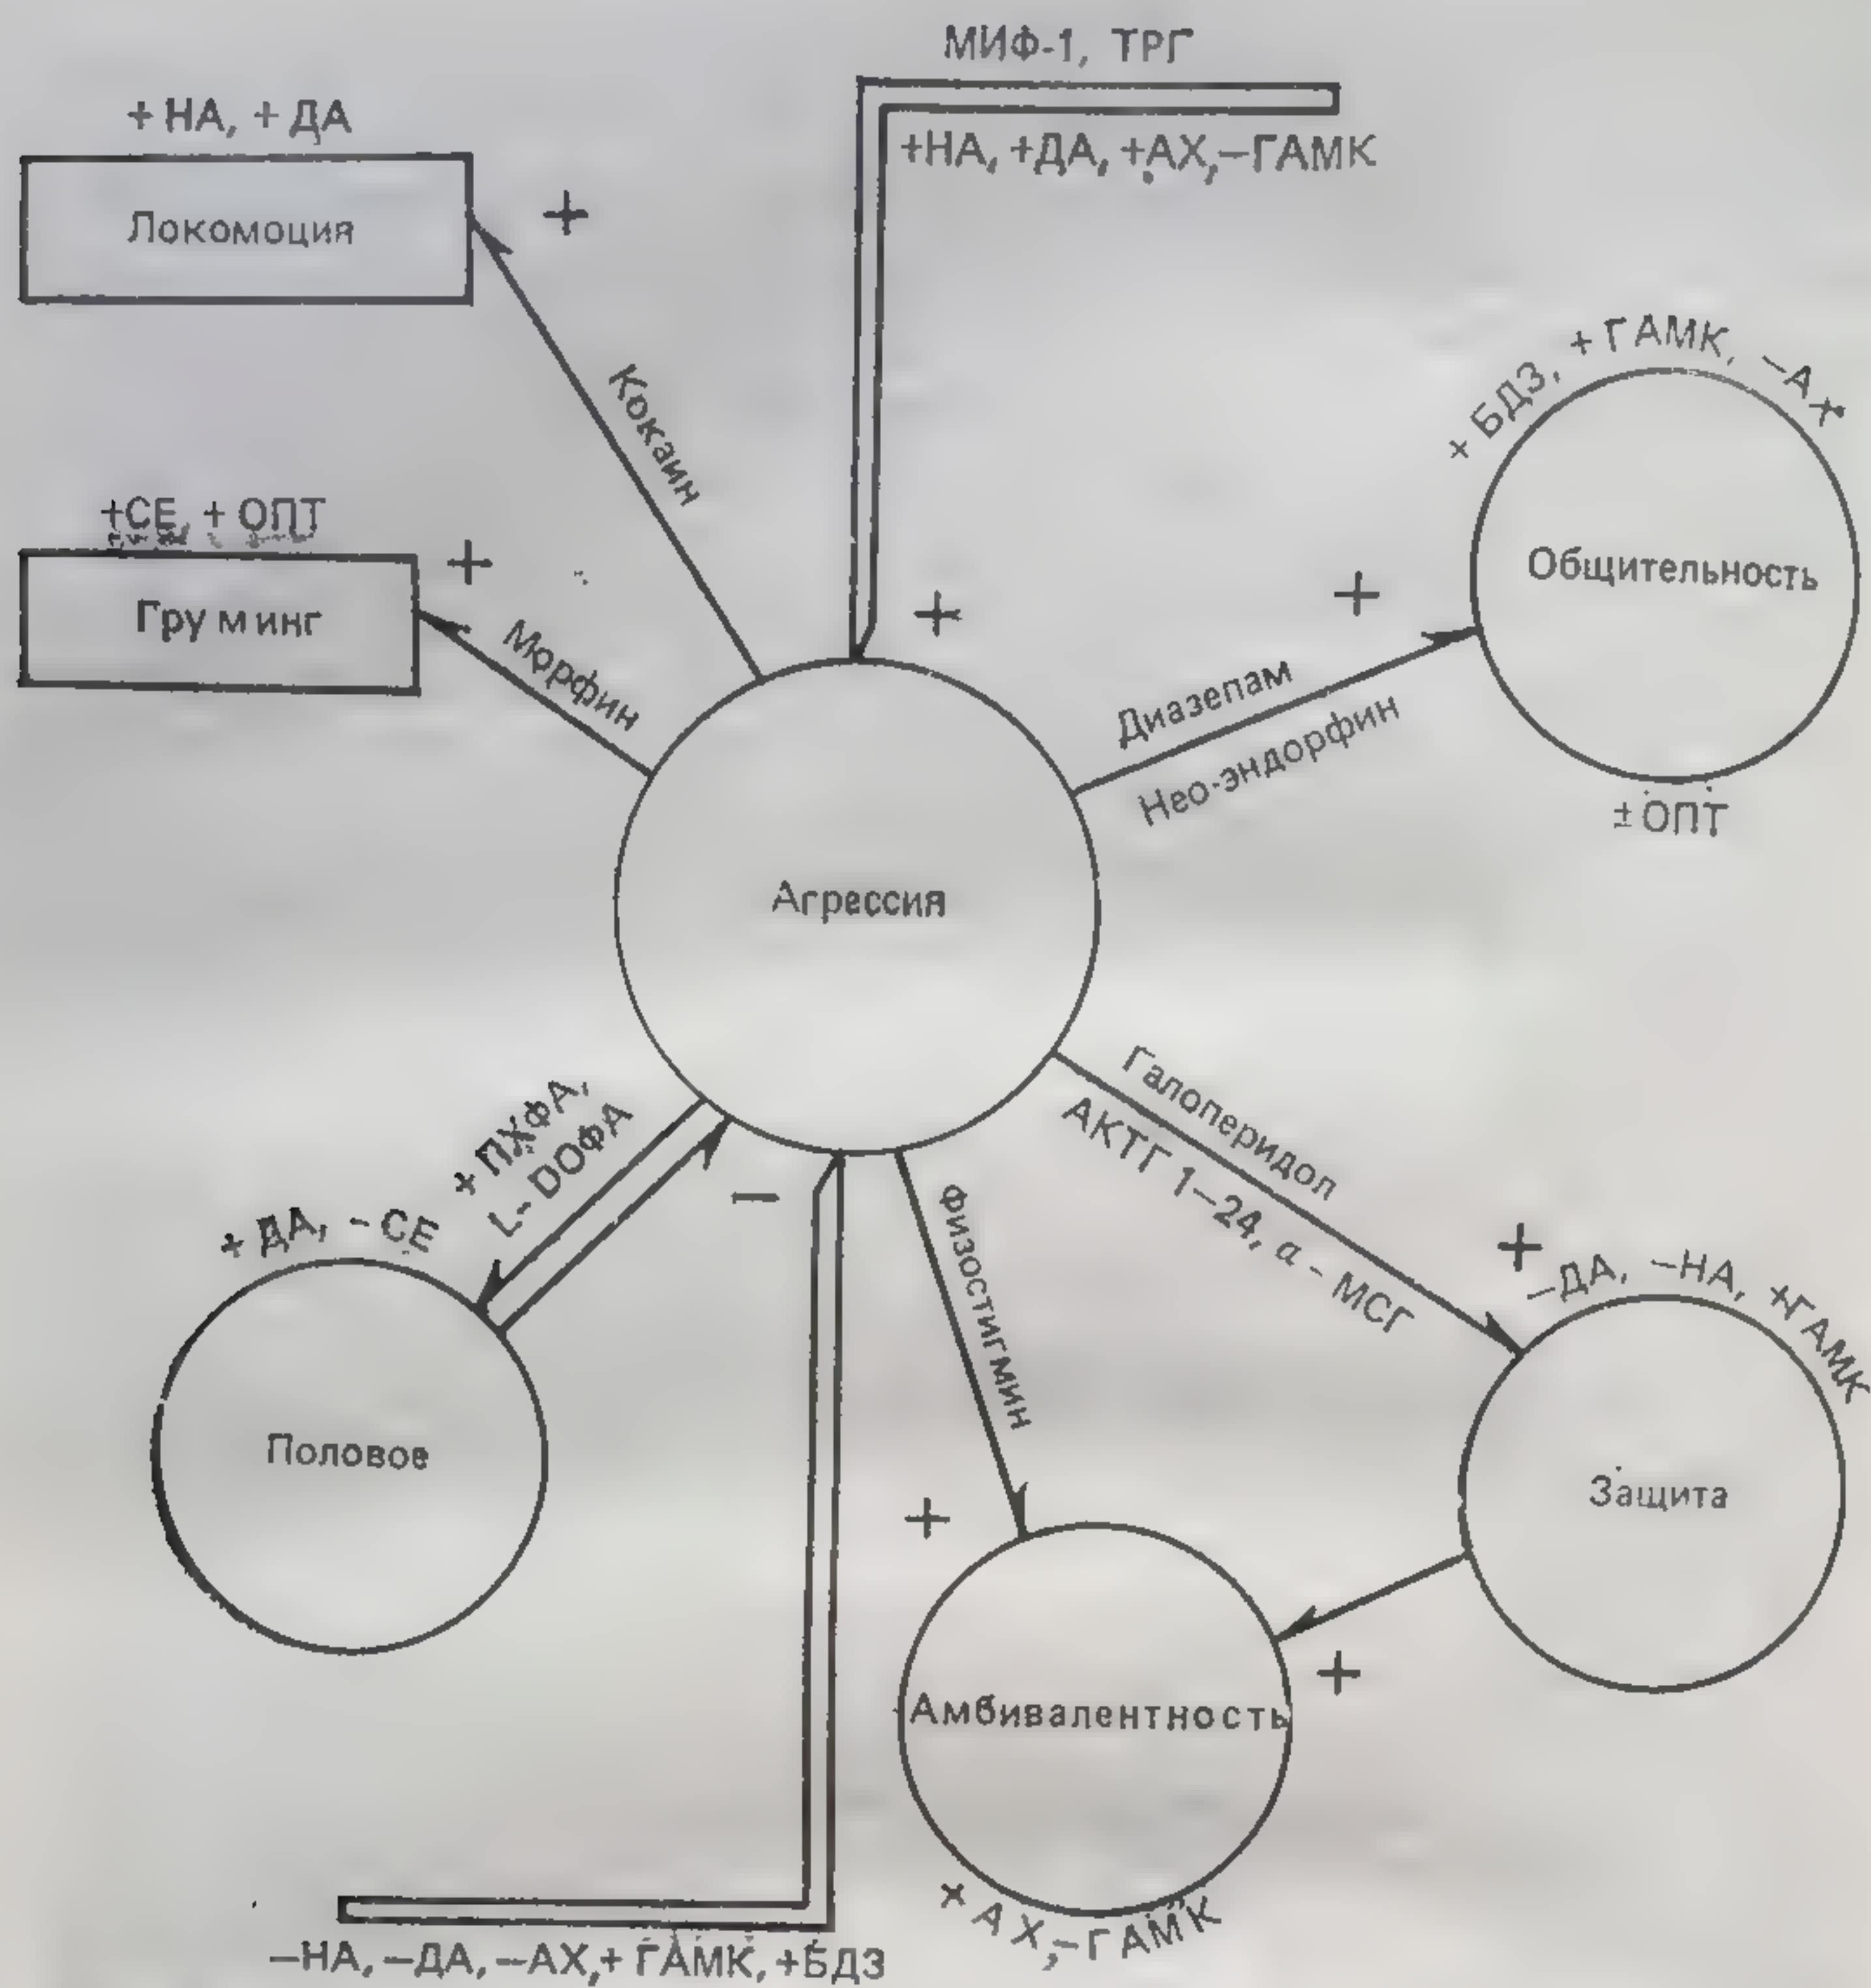 МИФ-1, ТРГ
+ НА, + ДА
+НА, +ДА, +АХ,−ГАМК
Локомоция
+
Кокаин
+ БДЗ, + ГАМК, −АХ
+СЕ, + ОПТ
+
Груминг
Морфин
+
+
Общительность
Диазепам
Нео-эндорфин
± ОПТ
Агрессия
Галоперидол
АКТГ 1−24, α - МСГ
+ ПХФА,
L- DОФА
−
+ ДА, - СЕ
Физостигмин
+
−ДА, −НА, +ГАМК
Половое
Защита
+
+
Амбивалентность
+ АХ,−ГАМК
−НА, −ДА, −АХ,+ ГАМК, +БДЗ